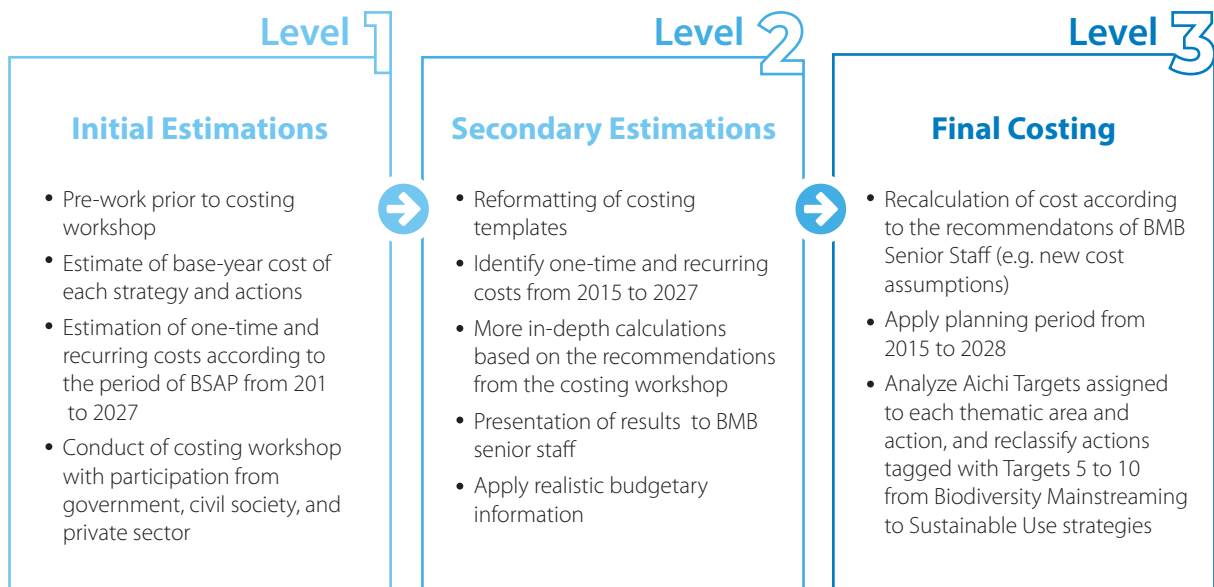 Level 1
Initial Estimations
• Pre-work prior to costing
workshop
• Estimate of base-year cost of
each strategy and actions
• Estimation of one-time and
recurring costs according to
the period of BSAP from 201
to 2027
• Conduct of costing workshop
with participation from
government, civil society, and
private sector
Level 2
Secondary Estimations
• Reformatting of costing
templates
• Identify one-time and recurring
costs from 2015 to 2027
• More in-depth calculations
based on the recommendations
from the costing workshop
• Presentation of results to BMB
senior staff
• Apply realistic budgetary
information
Level 3
Final Costing
• Recalculation of cost according
to the recommendatons of BMB
Senior Staff (e.g. new cost
assumptions)
• Apply planning period from
2015 to 2028
• Analyze Aichi Targets assigned
to each thematic area and
action, and reclassify actions
tagged with Targets 5 to 10
from Biodiversity Mainstreaming
to Sustainable Use strategies